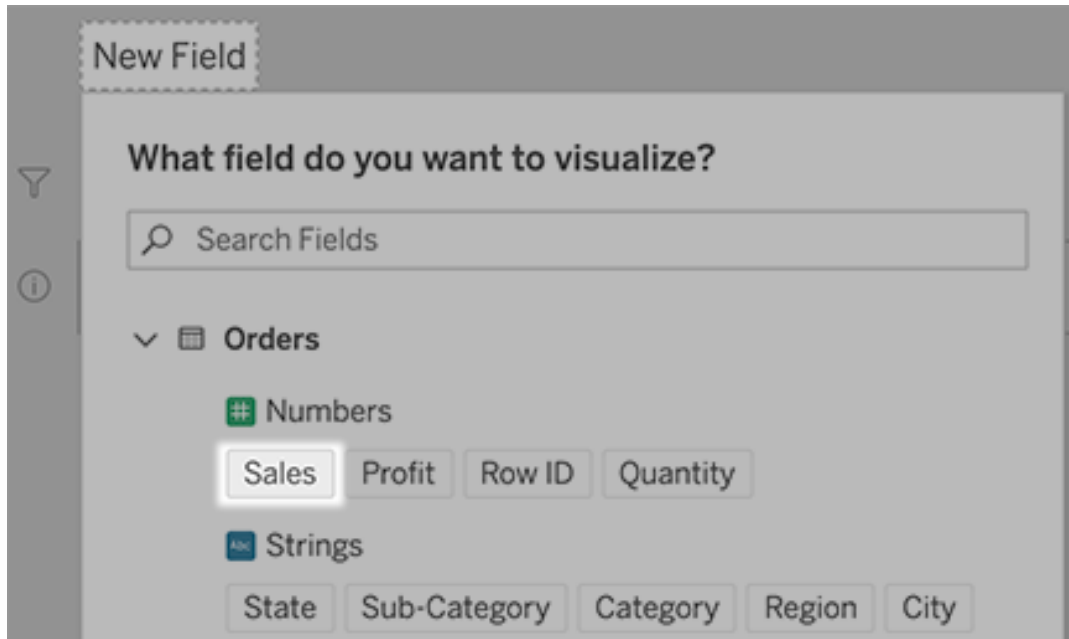 New Field
What field do you want to visualize?
Search Fields
Orders
# Numbers
Sales Profit Row ID Quantity
Abc Strings
State Sub-Category Category Region City